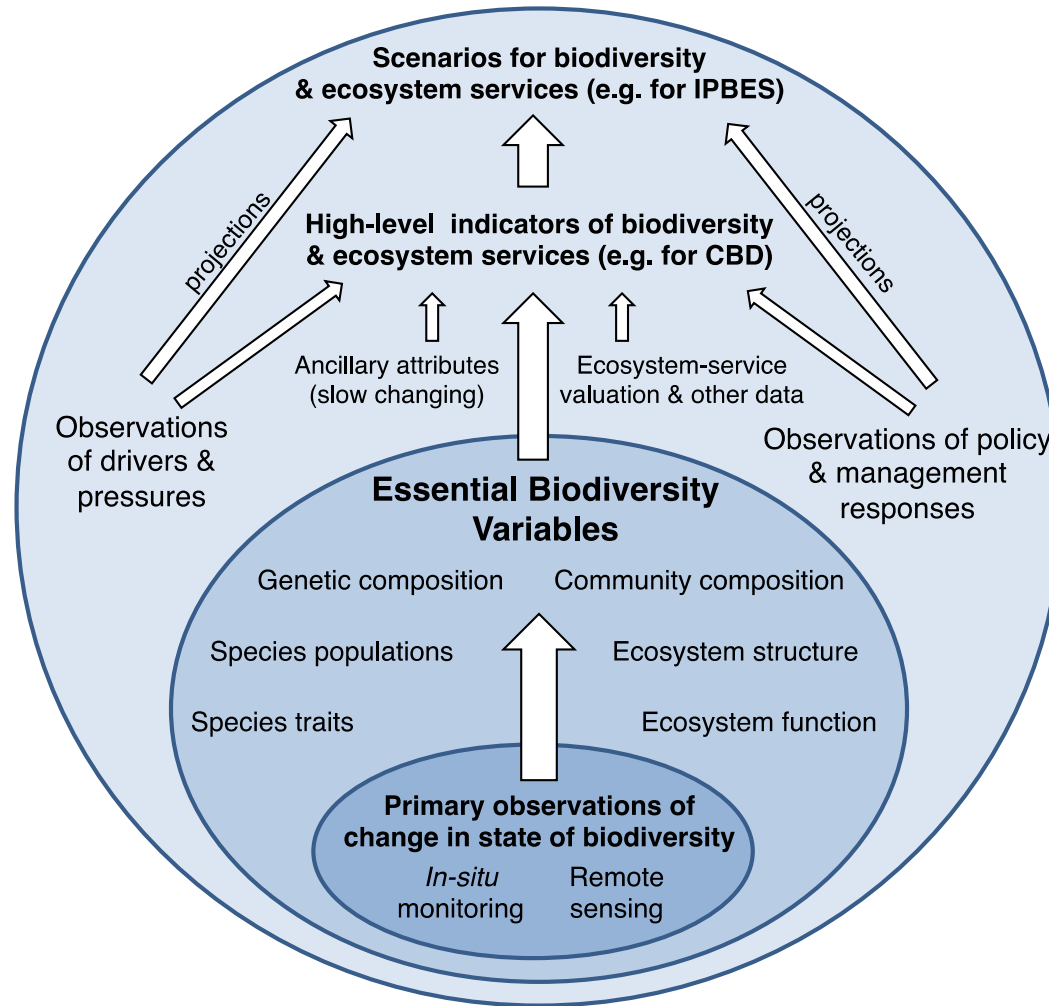 Scenarios for biodiversity
& ecosystem services (e.g. for IPBES)
projections
projections
High-level indicators of biodiversity
& ecosystem services (e.g. for CBD)
Ancillary attributes
(slow changing)
Ecosystem-service
valuation & other data
Observations
of drivers &
pressures
Observations of policy
& management
responses
Essential Biodiversity
Variables
Genetic composition
Community composition
Species populations
Ecosystem structure
Species traits
Ecosystem function
Primary observations of
change in state of biodiversity
In-situ
monitoring
Remote
sensing